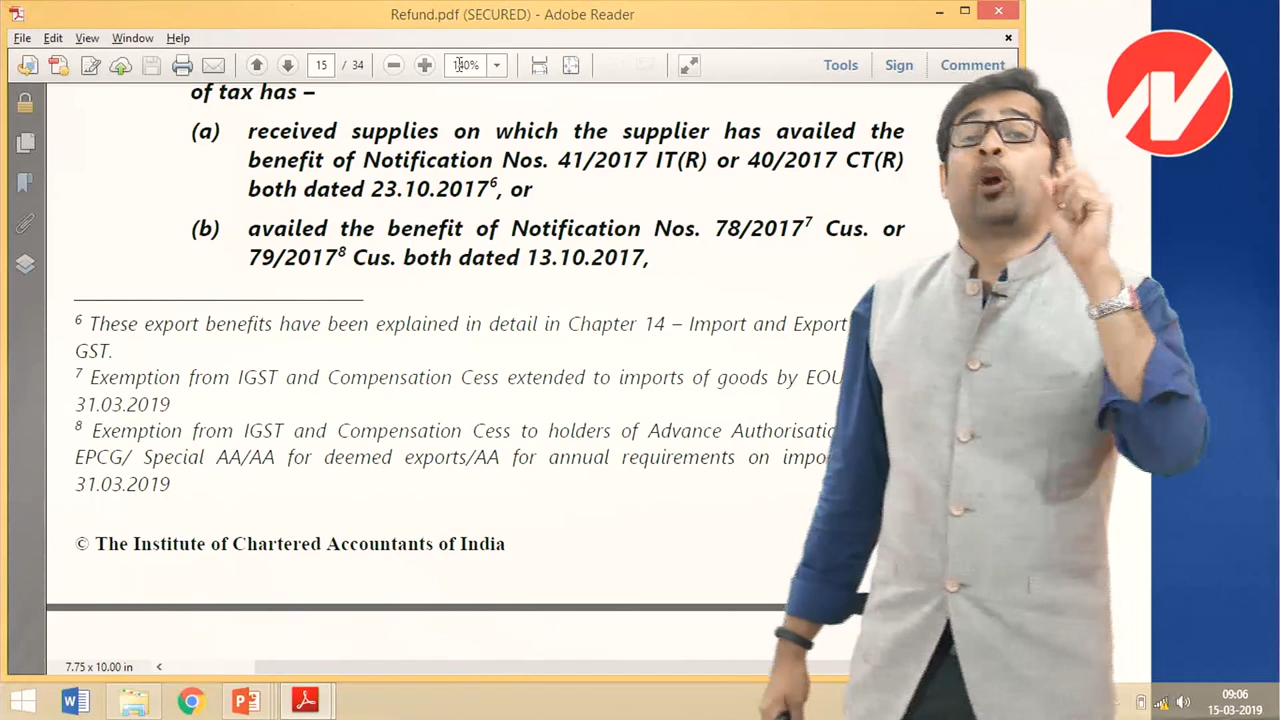 Refund.pdf (SECURED) - Adobe Reader
File Edit View Window Help
15 / 34
Tools Sign Comment
of tax has –
(a) received supplies on which the supplier has availed the
benefit of Notification Nos. 41/2017 IT(R) or 40/2017 CT(R)
both dated 23.10.2017⁶, or
(b) availed the benefit of Notification Nos. 78/2017⁷ Cus. or
79/2017⁸ Cus. both dated 13.10.2017,
⁶ These export benefits have been explained in detail in Chapter 14 – Import and Export
GST.
⁷ Exemption from IGST and Compensation Cess extended to imports of goods by EOU
31.03.2019
⁸ Exemption from IGST and Compensation Cess to holders of Advance
EPCG/ Special AA/AA for deemed exports/AA for annual requirements on
31.03.2019
© The Institute of Chartered Accountants of India
7.75 x 10.00 in
09:06
15-03-2019